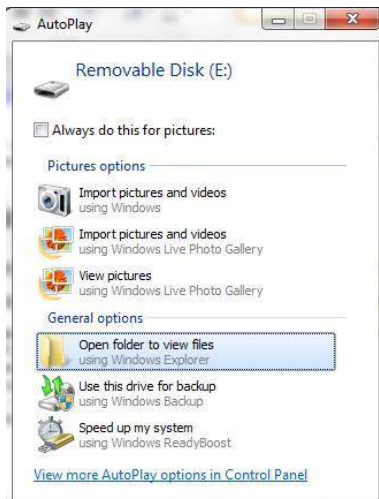 AutoPlay
Removable Disk (E:)
Always do this for pictures:
Pictures options
Import pictures and videos
using Windows
Import pictures and videos
using Windows Live Photo Gallery
View pictures
using Windows Live Photo Gallery
General options
Open folder to view files
using Windows Explorer
Use this drive for backup
using Windows Backup
Speed up my system
using Windows ReadyBoost
View more AutoPlay options in Control Panel